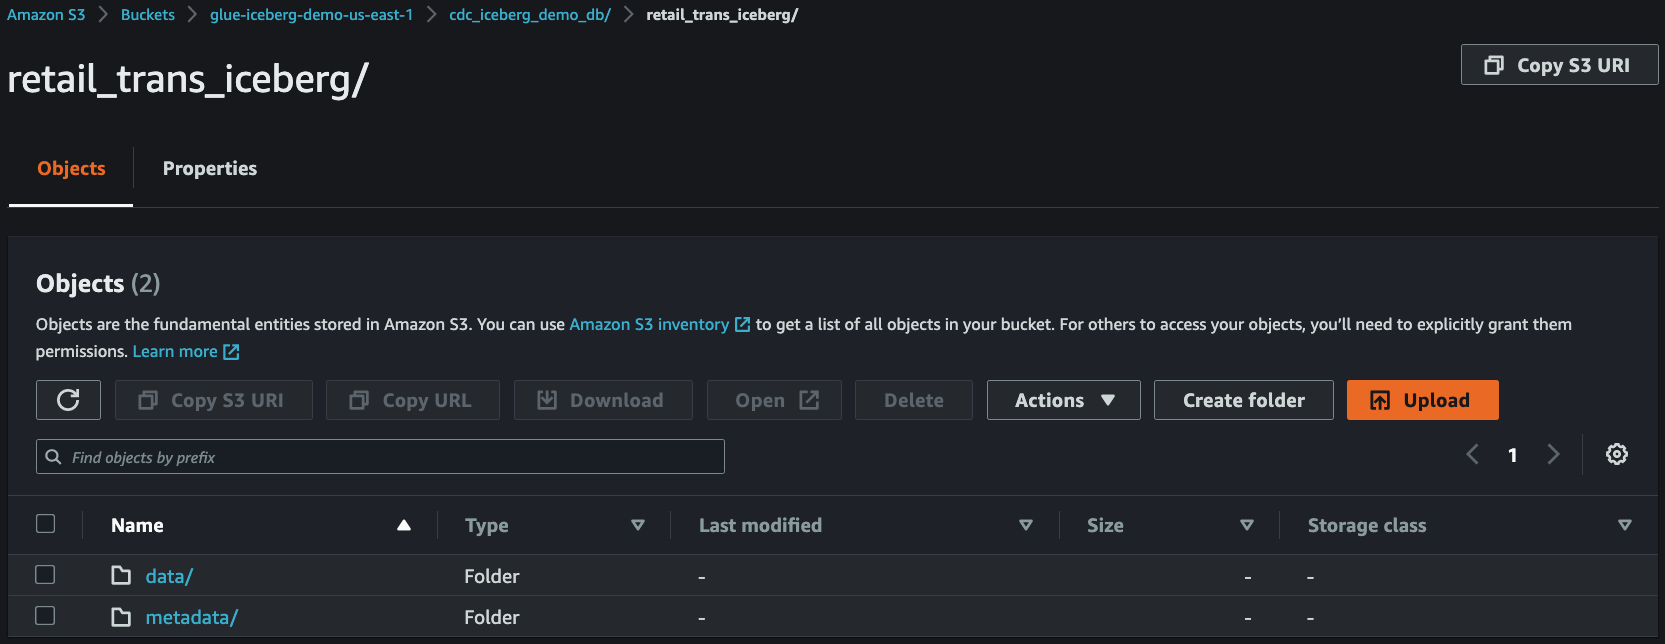 Amazon S3 > Buckets > glue-iceberg-demo-us-east-1 > cdc_iceberg_demo_db/ > retail_trans_iceberg/
retail_trans_iceberg/
Copy S3 URI
Objects Properties
Objects (2)
Objects are the fundamental entities stored in Amazon S3. You can use Amazon S3 inventory to get a list of all objects in your bucket. For others to access your objects, you’ll need to explicitly grant them
permissions. Learn more
Copy S3 URI Copy URL Download Open Delete Actions Create folder Upload
Find objects by prefix
1
Name Type Last modified Size Storage class
data/ Folder - - -
metadata/ Folder - - -